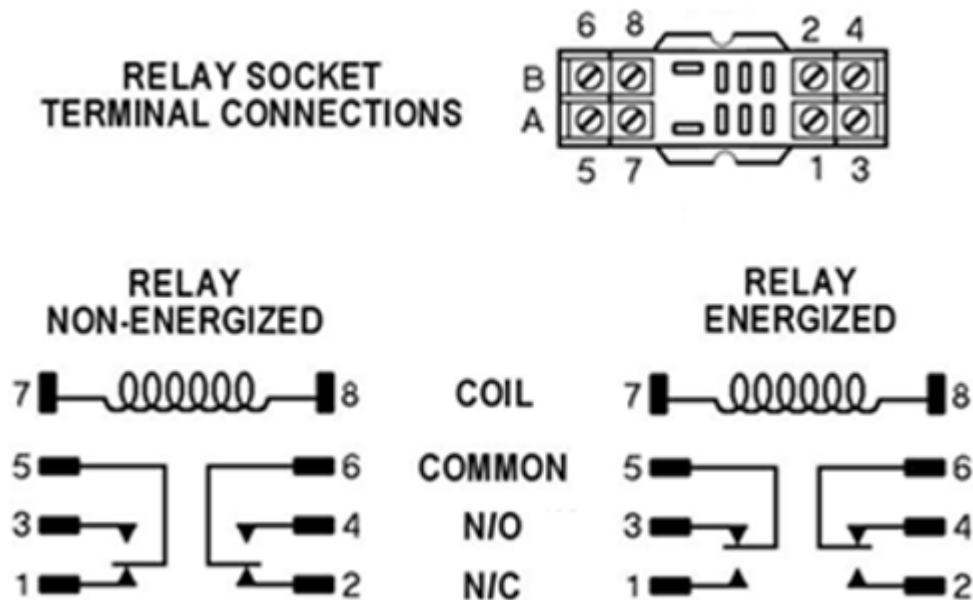 6 8 2 4
RELAY SOCKET
TERMINAL CONNECTIONS
B
A
5 7 1 3
RELAY
NON-ENERGIZED
RELAY
ENERGIZED
7 8 COIL 7 8
5 6 COMMON 5 6
3 4 N/O 3 4
1 2 N/C 1 2